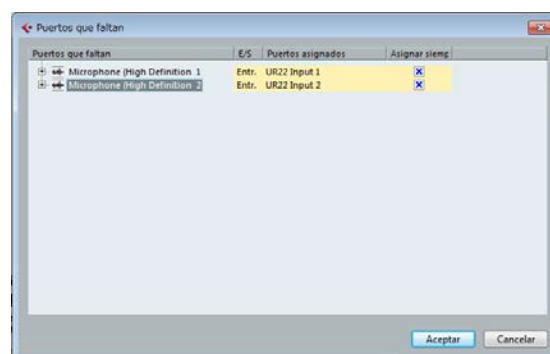 Puertos que faltan
Puertos que faltan E/S Puertos asignados Asignar siemp
Microphone (High Definition 1 Entr. UR22 Input 1
Microphone (High Definition 2 Entr. UR22 Input 2
Aceptar Cancelar